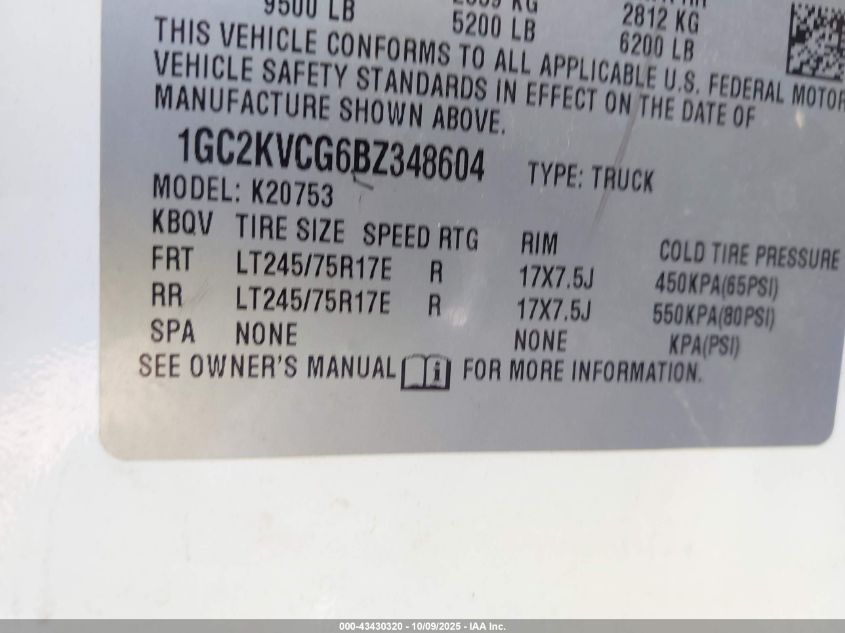 9500 LB
5200 LB
2812 KG
6200 LB
THIS VEHICLE CONFORMS TO ALL APPLICABLE U.S. FEDERAL MOTOR
VEHICLE SAFETY STANDARDS IN EFFECT ON THE DATE OF
MANUFACTURE SHOWN ABOVE.
1GC2KVCG6BZ348604 TYPE: TRUCK
MODEL: K20753
KBQV TIRE SIZE SPEED RTG RIM COLD TIRE PRESSURE
FRT LT245/75R17E R 17X7.5J 450KPA(65PSI)
RR LT245/75R17E R 17X7.5J 550KPA(80PSI)
SPA NONE NONE KPA(PSI)
SEE OWNER'S MANUAL FOR MORE INFORMATION.
000-43430320 - 10/09/2025 - IAA Inc.